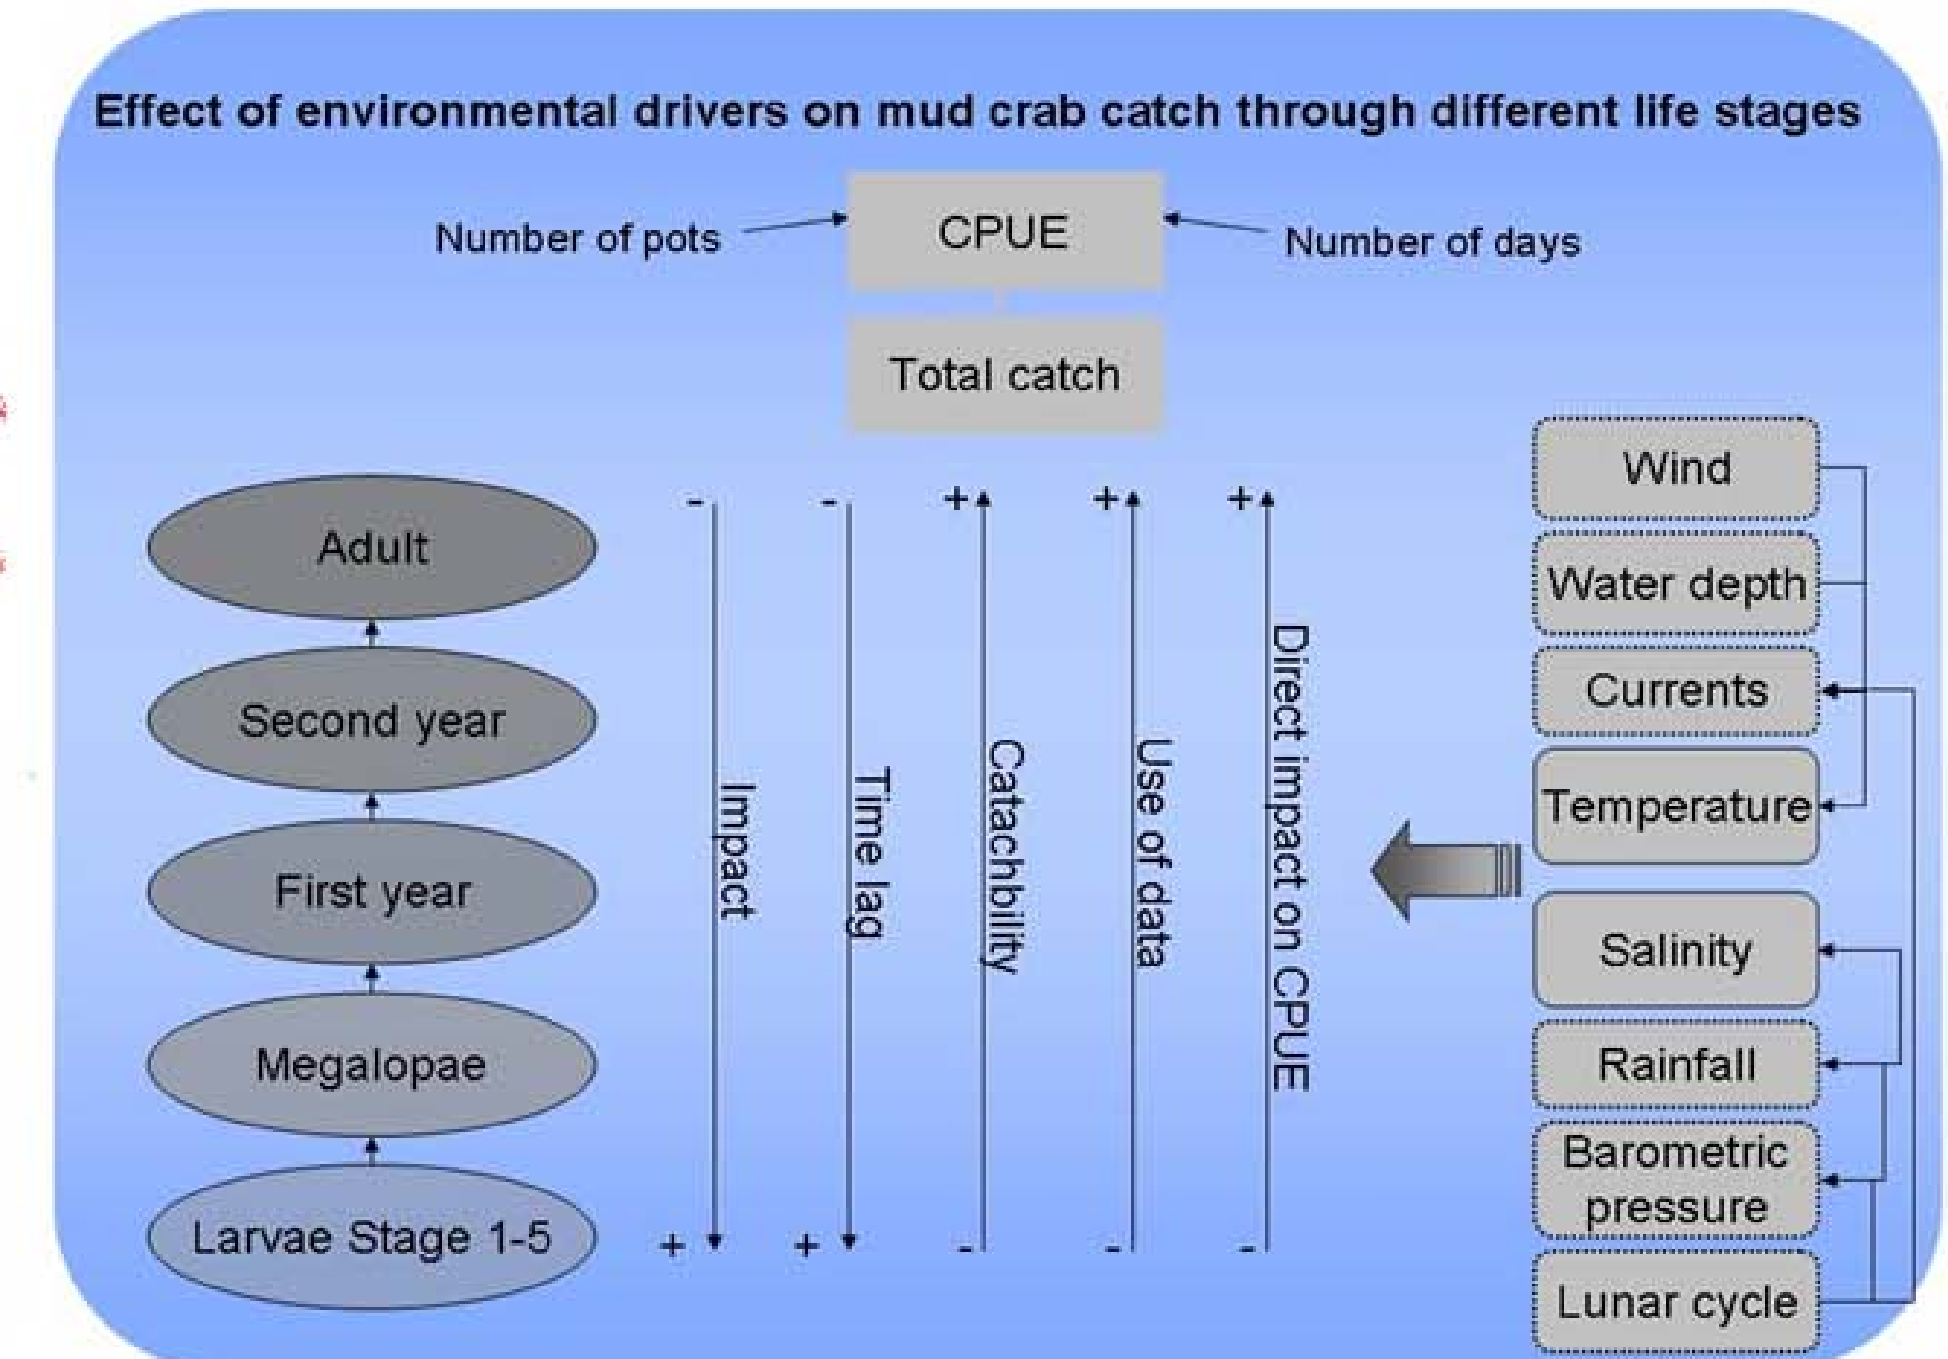 Effect of environmental drivers on mud crab catch through different life stages
CPUE
Number of pots
Number of days
Total catch
Adult
Second year
First year
Megalopae
Larvae Stage 1-5
- - + + +
Impact
Time lag
Catachbility
Use of data
Direct impact on CPUE
+ + - - -
Wind
Water depth
Currents
Temperature
Salinity
Rainfall
Barometric
pressure
Lunar cycle